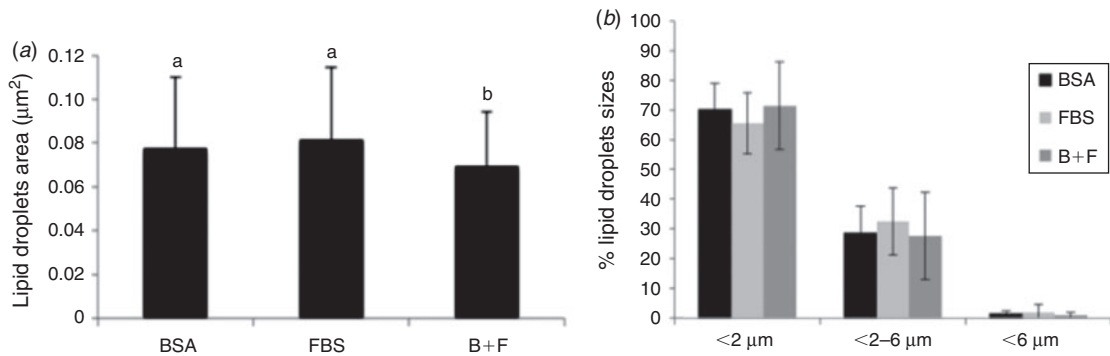 (a)
Lipid droplets area (μm²)
0.12
0.10
0.08
0.06
0.04
0.02
0
a
a
b
BSA
FBS
B+F
(b)
% lipid droplets sizes
100
90
80
70
60
50
40
30
20
10
0
<2 μm
<2–6 μm
<6 μm
BSA
FBS
B+F